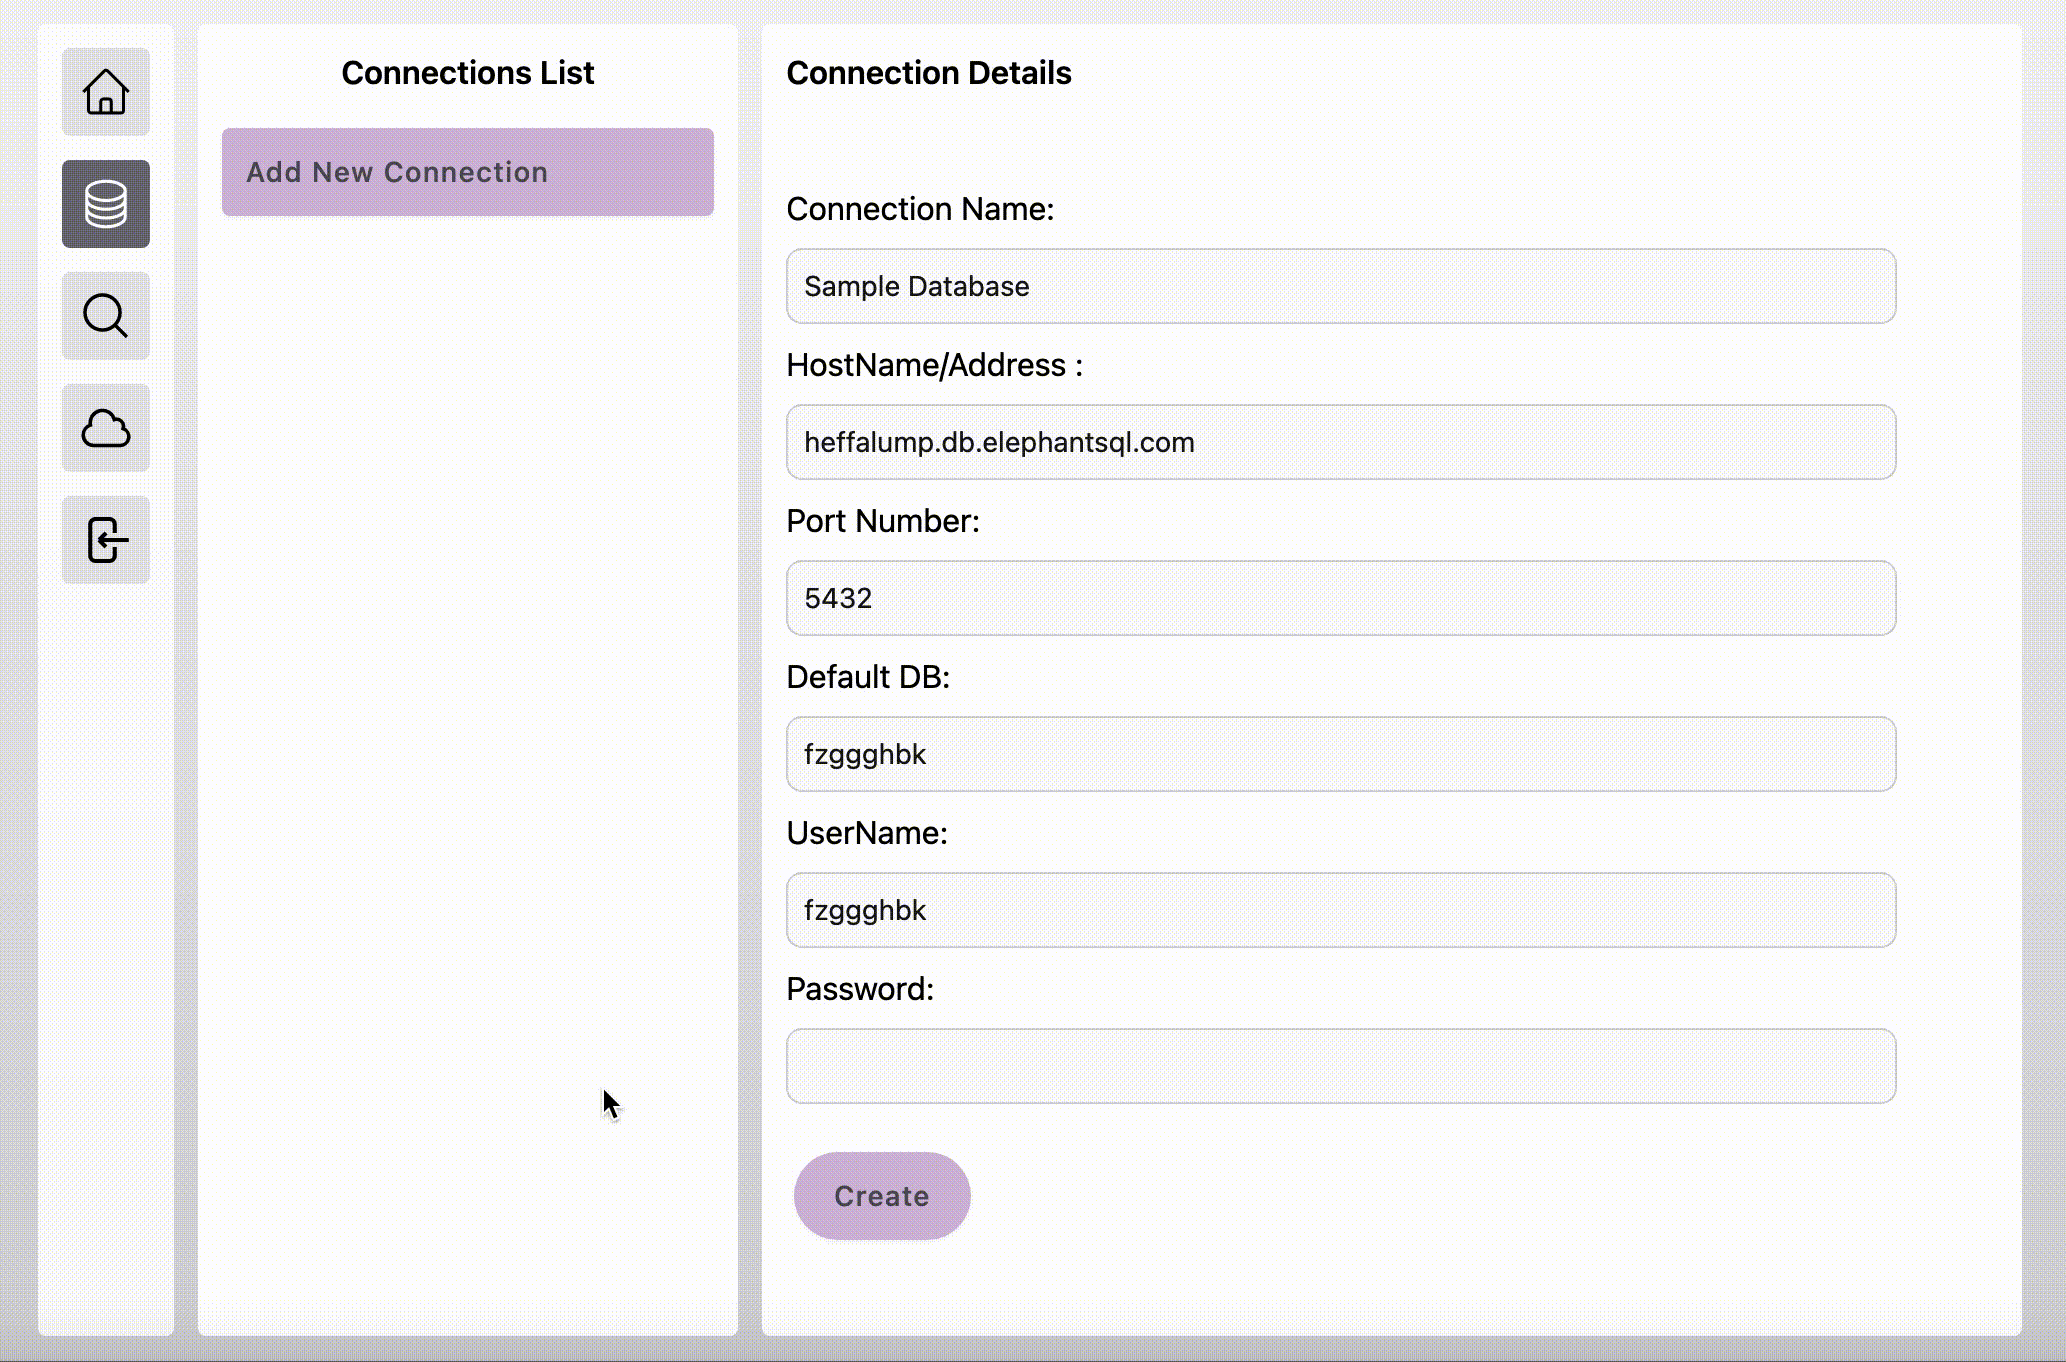 Connections List
Add New Connection
Connection Details
Connection Name:
Sample Database
HostName/Address :
heffalump.db.elephantsql.com
Port Number:
5432
Default DB:
fzggghbk
UserName:
fzggghbk
Password:
Create